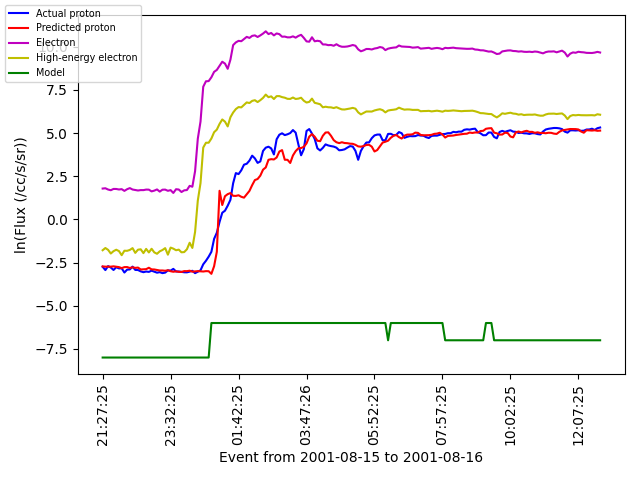 Actual proton
Predicted proton
Electron
High-energy electron
Model
10.0
7.5
5.0
2.5
0.0
−2.5
−5.0
−7.5
ln(Flux (/cc/s/sr))
21:27:25
23:32:25
01:42:25
03:47:26
05:52:25
07:57:25
10:02:25
12:07:25
Event from 2001-08-15 to 2001-08-16